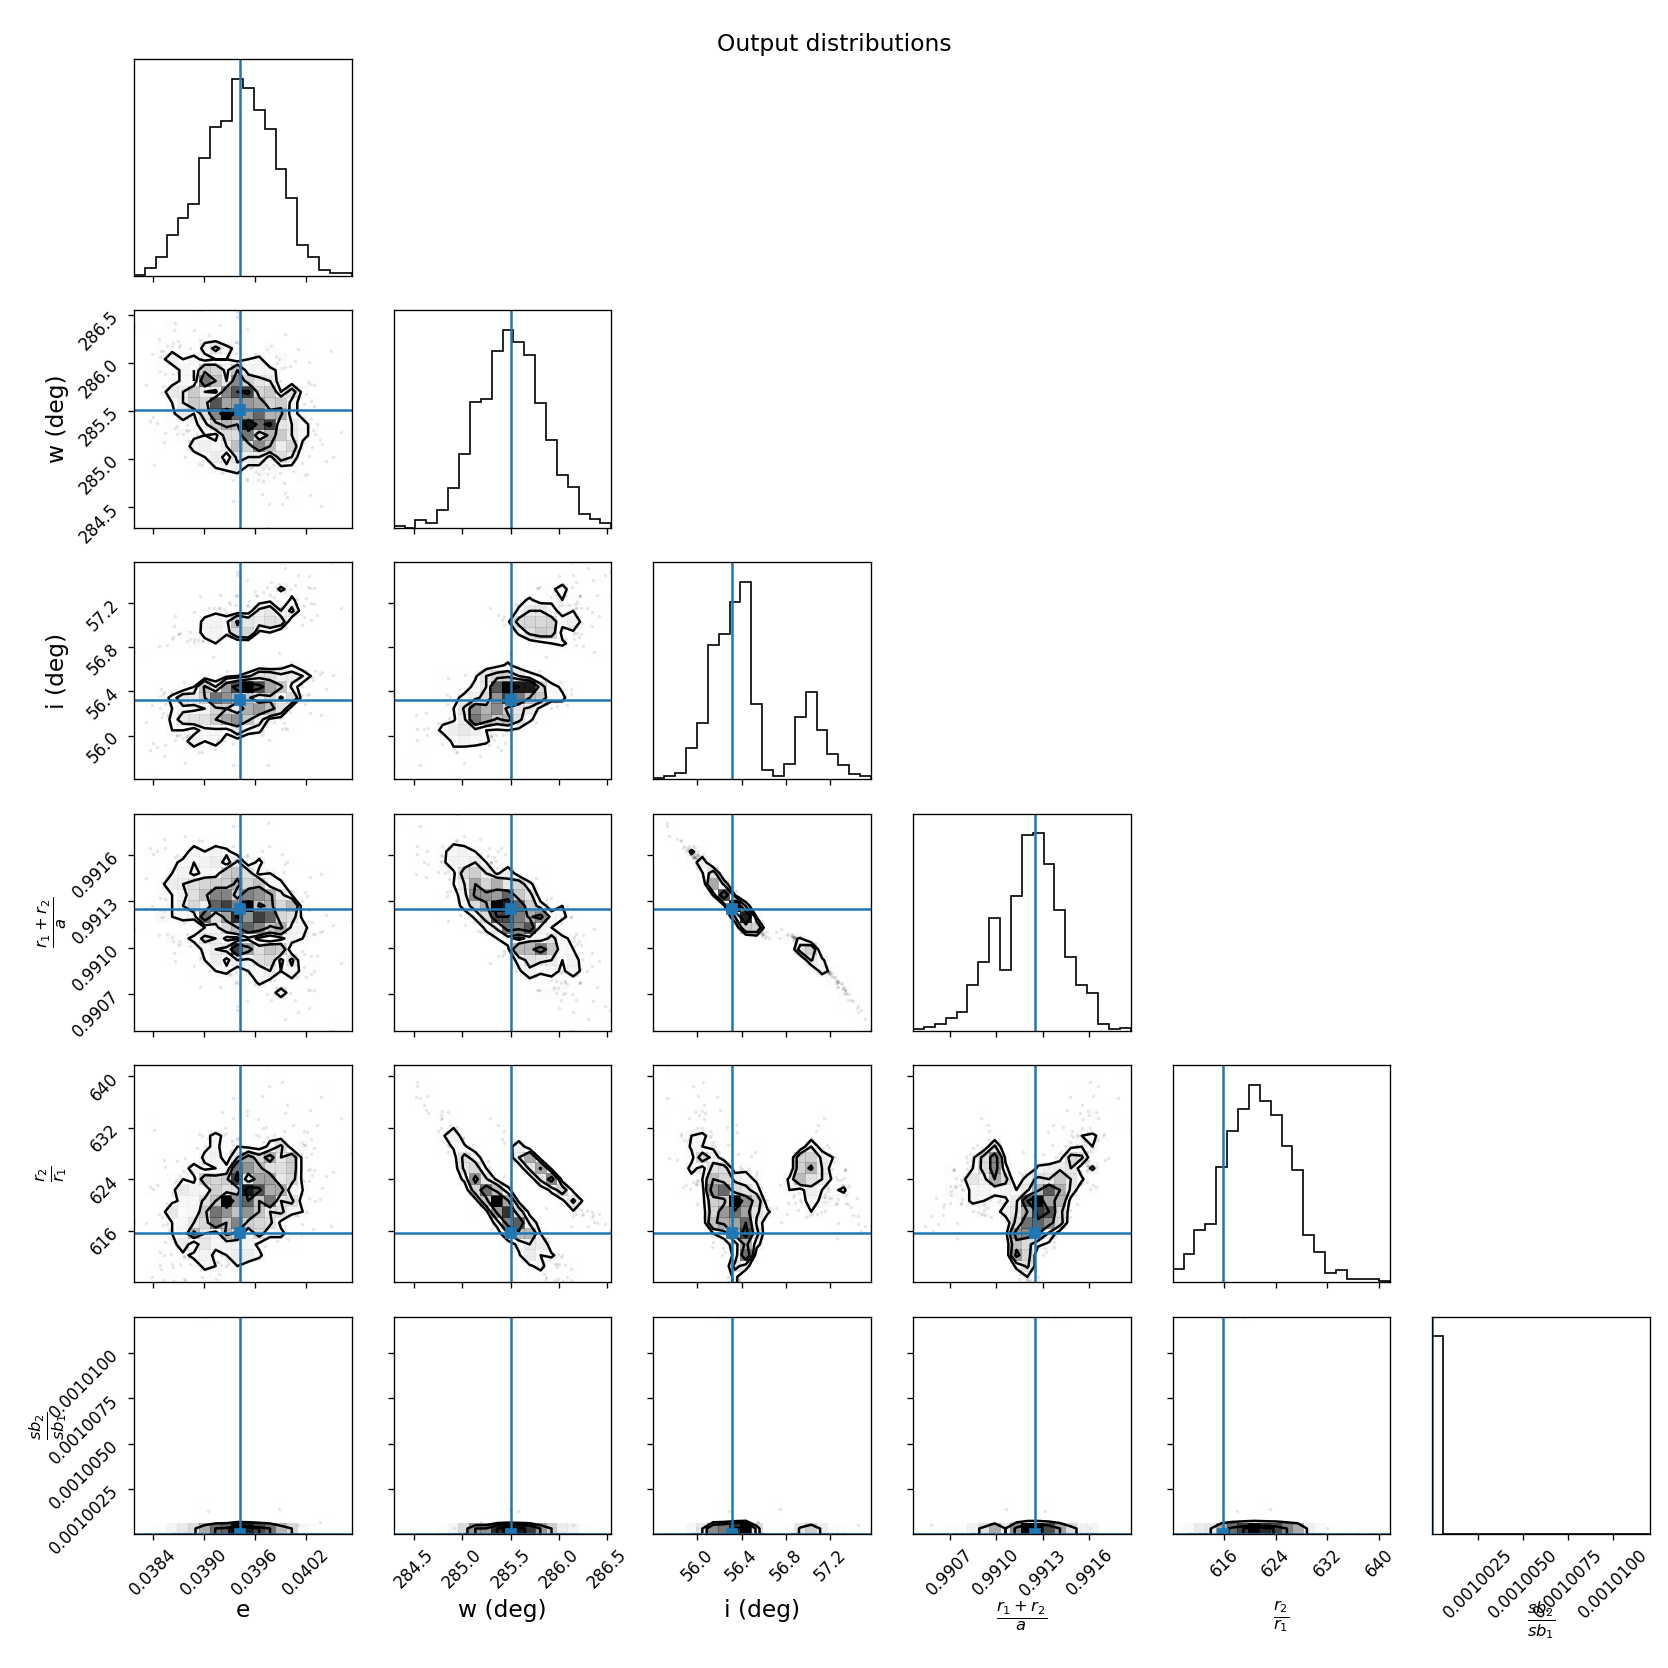 Output distributions
w (deg)
286.5
286.0
285.5
285.0
284.5
i (deg)
57.2
56.8
56.4
56.0
r1 + r2
a
0.9916
0.9913
0.9910
0.9907
r2
r1
640
632
624
616
sb2
sb1
0.0010100
0.0010075
0.0010050
0.0010025
0.0384 0.0390 0.0396 0.0402
284.5 285.0 285.5 286.0 286.5
56.0 56.4 56.8 57.2
0.9907 0.9910 0.9913 0.9916
616 624 632 640
0.0010025 0.0010050 0.0010075 0.0010100
e
w (deg)
i (deg)
r1 + r2
a
r2
r1
sb2
sb1